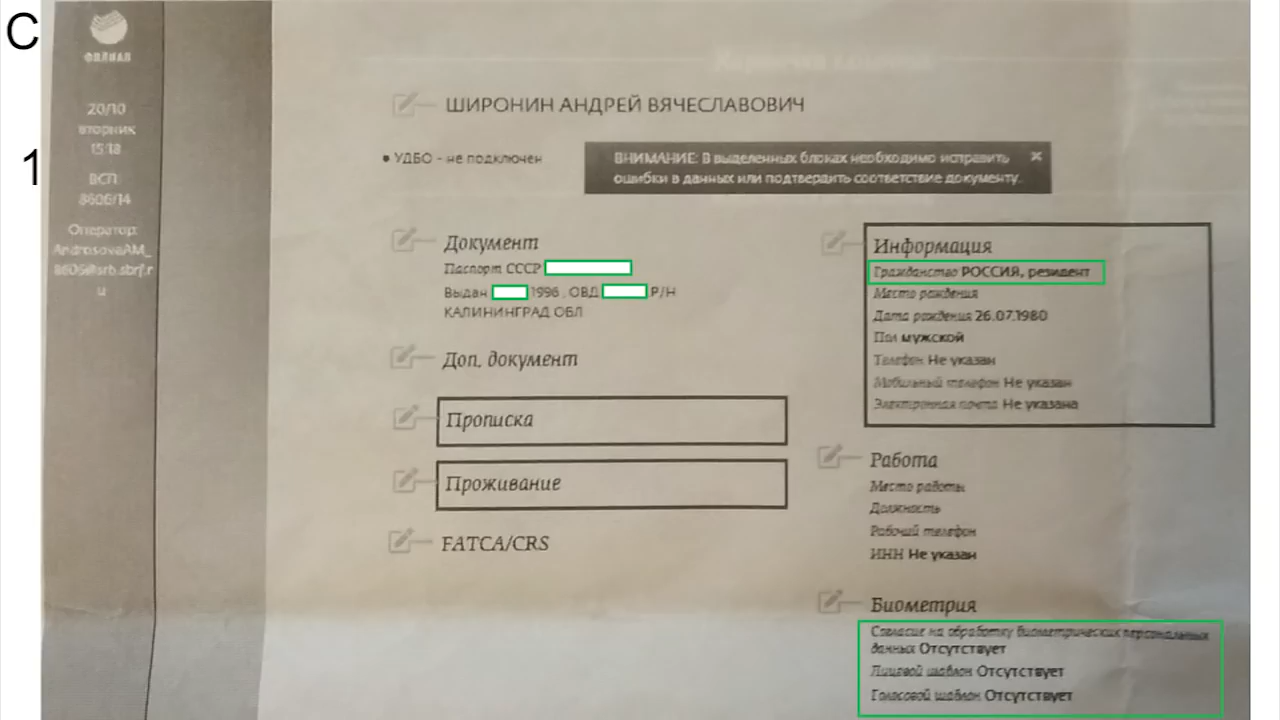 С
1
ФИЛИАЛ
20/10
вторник
15:18
ВСП
8606/14
Оператор:
AndrosovaAM_
8606@srb.sbrf.r
u
ШИРОНИН АНДРЕЙ ВЯЧЕСЛАВОВИЧ
• УДБО - не подключен
ВНИМАНИЕ: В выделенных блоках необходимо исправить
ошибки в данных или подтвердить соответствие документу.
Документ
Паспорт СССР
Выдан 1996, ОВД Р/Н
КАЛИНИНГРАД ОБЛ
Доп. документ
Прописка
Проживание
FATCA/CRS
Информация
Гражданство РОССИЯ, резидент
Место рождения
Дата рождения 26.07.1980
Пол мужской
Телефон Не указан
Мобильный телефон Не указан
Электронная почта Не указана
Работа
Место работы
Должность
Рабочий телефон
ИНН Не указан
Биометрия
Согласие на обработку биометрических персональных
данных Отсутствует
Лицевой шаблон Отсутствует
Голосовой шаблон Отсутствует